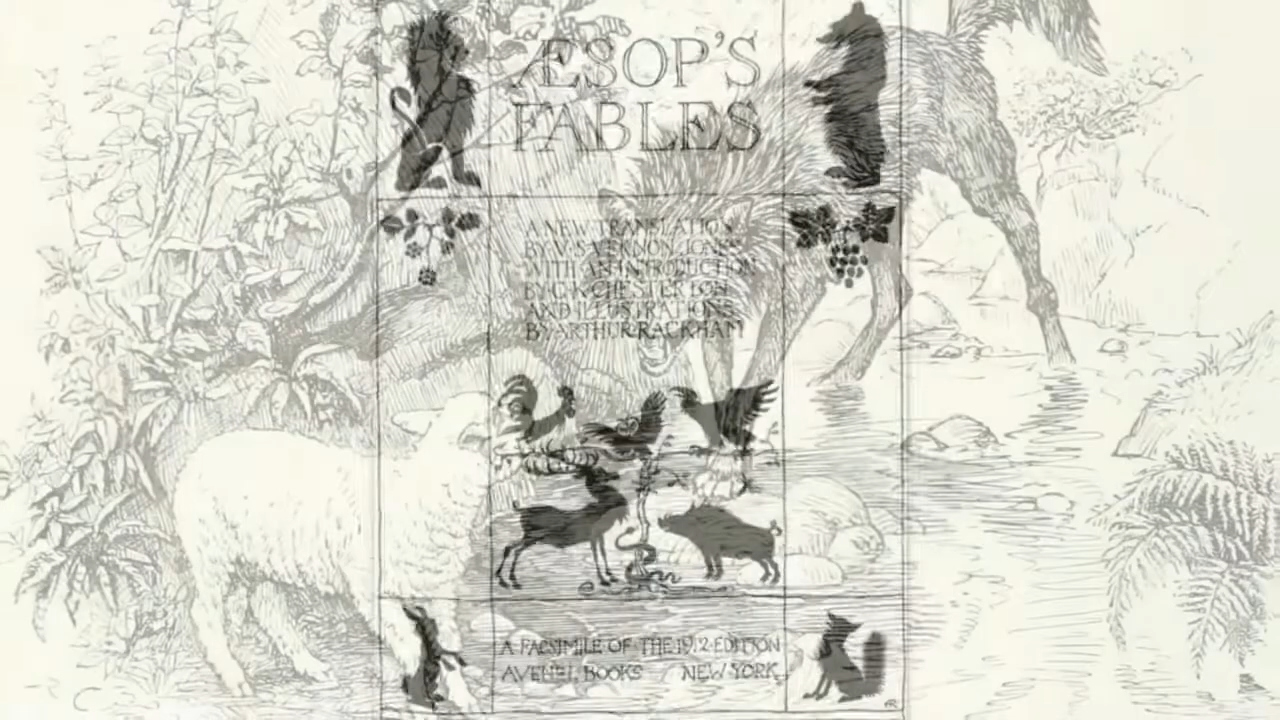 ÆSOP'S
FABLES
A NEW TRANSLATION
BY V. S. VERNON JONES
WITH AN INTRODUCTION
BY G. K. CHESTERTON
AND ILLUSTRATIONS
BY ARTHUR RACKHAM
A FACSIMILE OF THE 1912 EDITION
AVENEL BOOKS NEW YORK